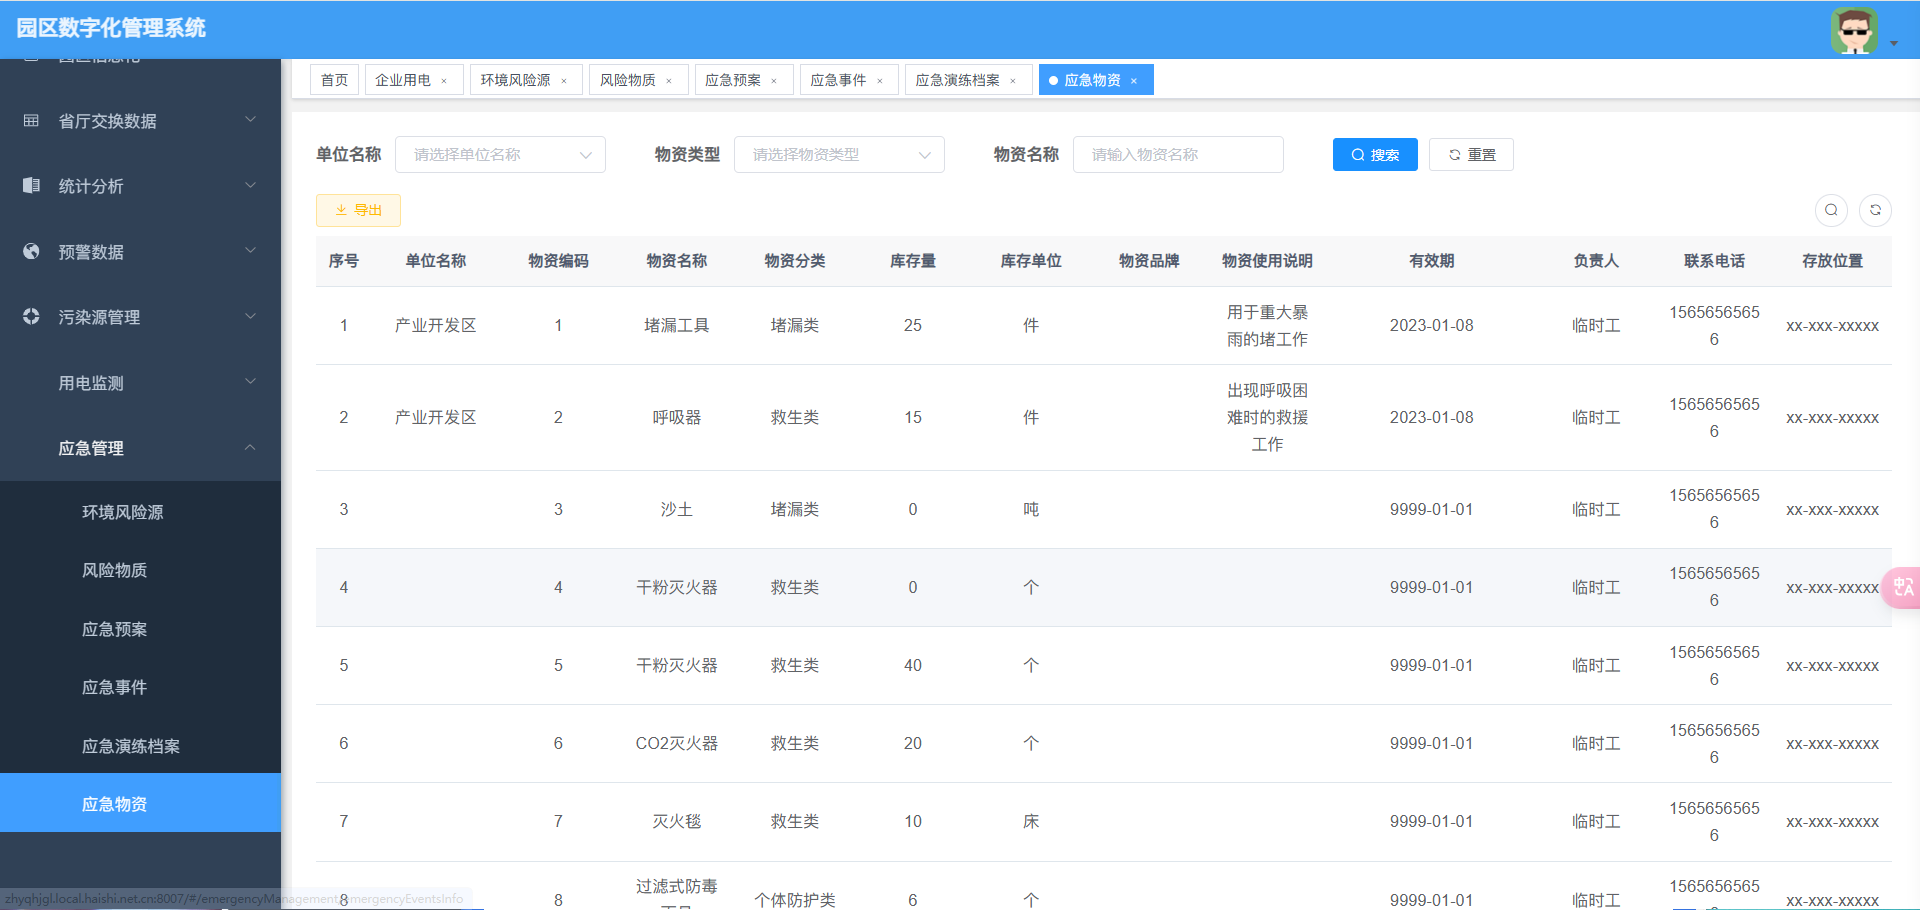 园区数字化管理系统
首页
企业用电 ×
环境风险源 ×
风险物质 ×
应急预案 ×
应急事件 ×
应急演练档案 ×
应急物资 ×
园区信息化
省厅交换数据
统计分析
预警数据
污染源管理
用电监测
应急管理
环境风险源
风险物质
应急预案
应急事件
应急演练档案
应急物资
单位名称 请选择单位名称 物资类型 请选择物资类型 物资名称 请输入物资名称 搜索 重置
导出
序号 单位名称 物资编码 物资名称 物资分类 库存量 库存单位 物资品牌 物资使用说明 有效期 负责人 联系电话 存放位置
1 产业开发区 1 堵漏工具 堵漏类 25 件 用于重大暴 2023-01-08 临时工 1565656565 xx-xxx-xxxxx
雨的堵工作 6
2 产业开发区 2 呼吸器 救生类 15 件 出现呼吸困 2023-01-08 临时工 1565656565 xx-xxx-xxxxx
难时的救援 6
工作
3 3 沙土 堵漏类 0 吨 9999-01-01 临时工 1565656565 xx-xxx-xxxxx
6
4 4 干粉灭火器 救生类 0 个 9999-01-01 临时工 1565656565 xx-xxx-xxxxx
6
5 5 干粉灭火器 救生类 40 个 9999-01-01 临时工 1565656565 xx-xxx-xxxxx
6
6 6 CO2灭火器 救生类 20 个 9999-01-01 临时工 1565656565 xx-xxx-xxxxx
6
7 7 灭火毯 救生类 10 床 9999-01-01 临时工 1565656565 xx-xxx-xxxxx
6
8 8 过滤式防毒 个体防护类 6 个 9999-01-01 临时工 1565656565 xx-xxx-xxxxx
中 A
zhyqhjgl.local.haishi.net.cn:8007/#/emergencyManagement/emergencyEventsInfo